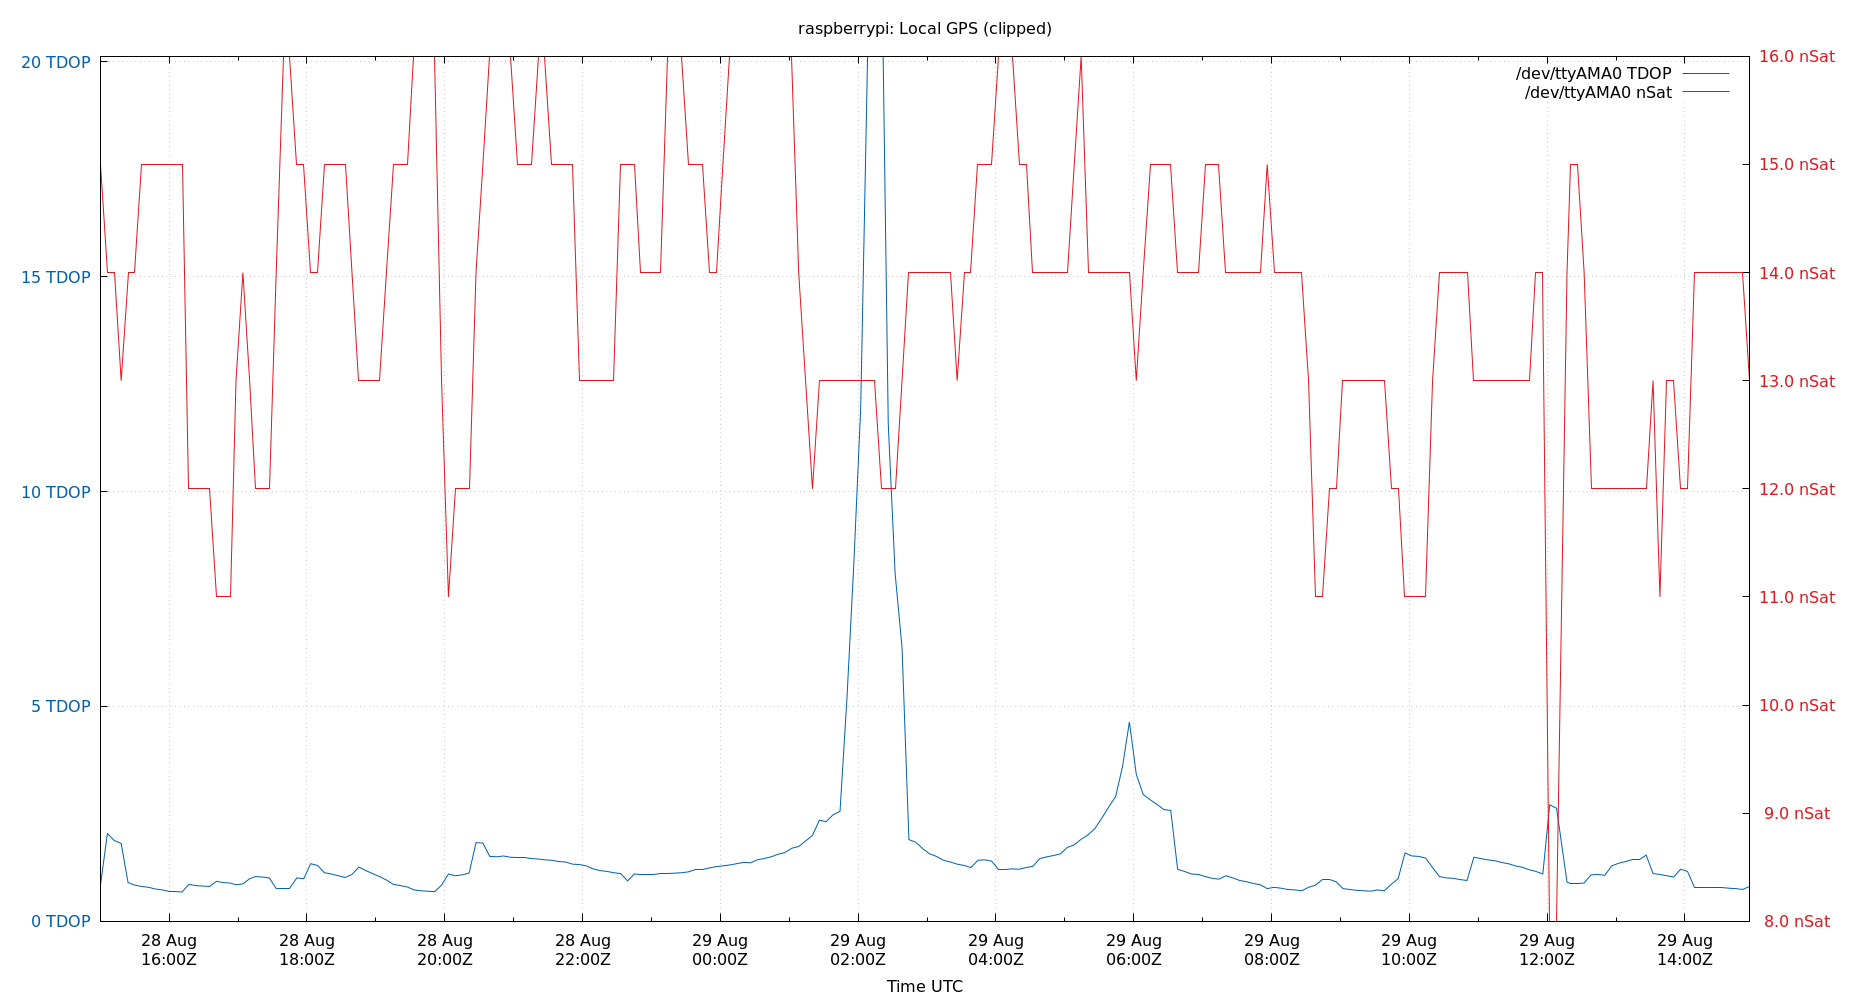 raspberrypi: Local GPS (clipped)
20 TDOP
15 TDOP
10 TDOP
5 TDOP
0 TDOP
16.0 nSat
15.0 nSat
14.0 nSat
13.0 nSat
12.0 nSat
11.0 nSat
10.0 nSat
9.0 nSat
8.0 nSat
/dev/ttyAMA0 TDOP
/dev/ttyAMA0 nSat
28 Aug
16:00Z
28 Aug
18:00Z
28 Aug
20:00Z
28 Aug
22:00Z
29 Aug
00:00Z
29 Aug
02:00Z
29 Aug
04:00Z
29 Aug
06:00Z
29 Aug
08:00Z
29 Aug
10:00Z
29 Aug
12:00Z
29 Aug
14:00Z
Time UTC